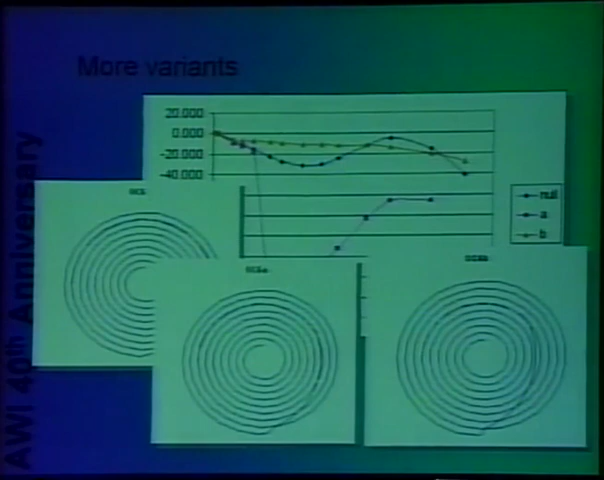 More variants
AWI 40th Anniversary
20.000
0.000
-20.000
-40.000
null
a
b